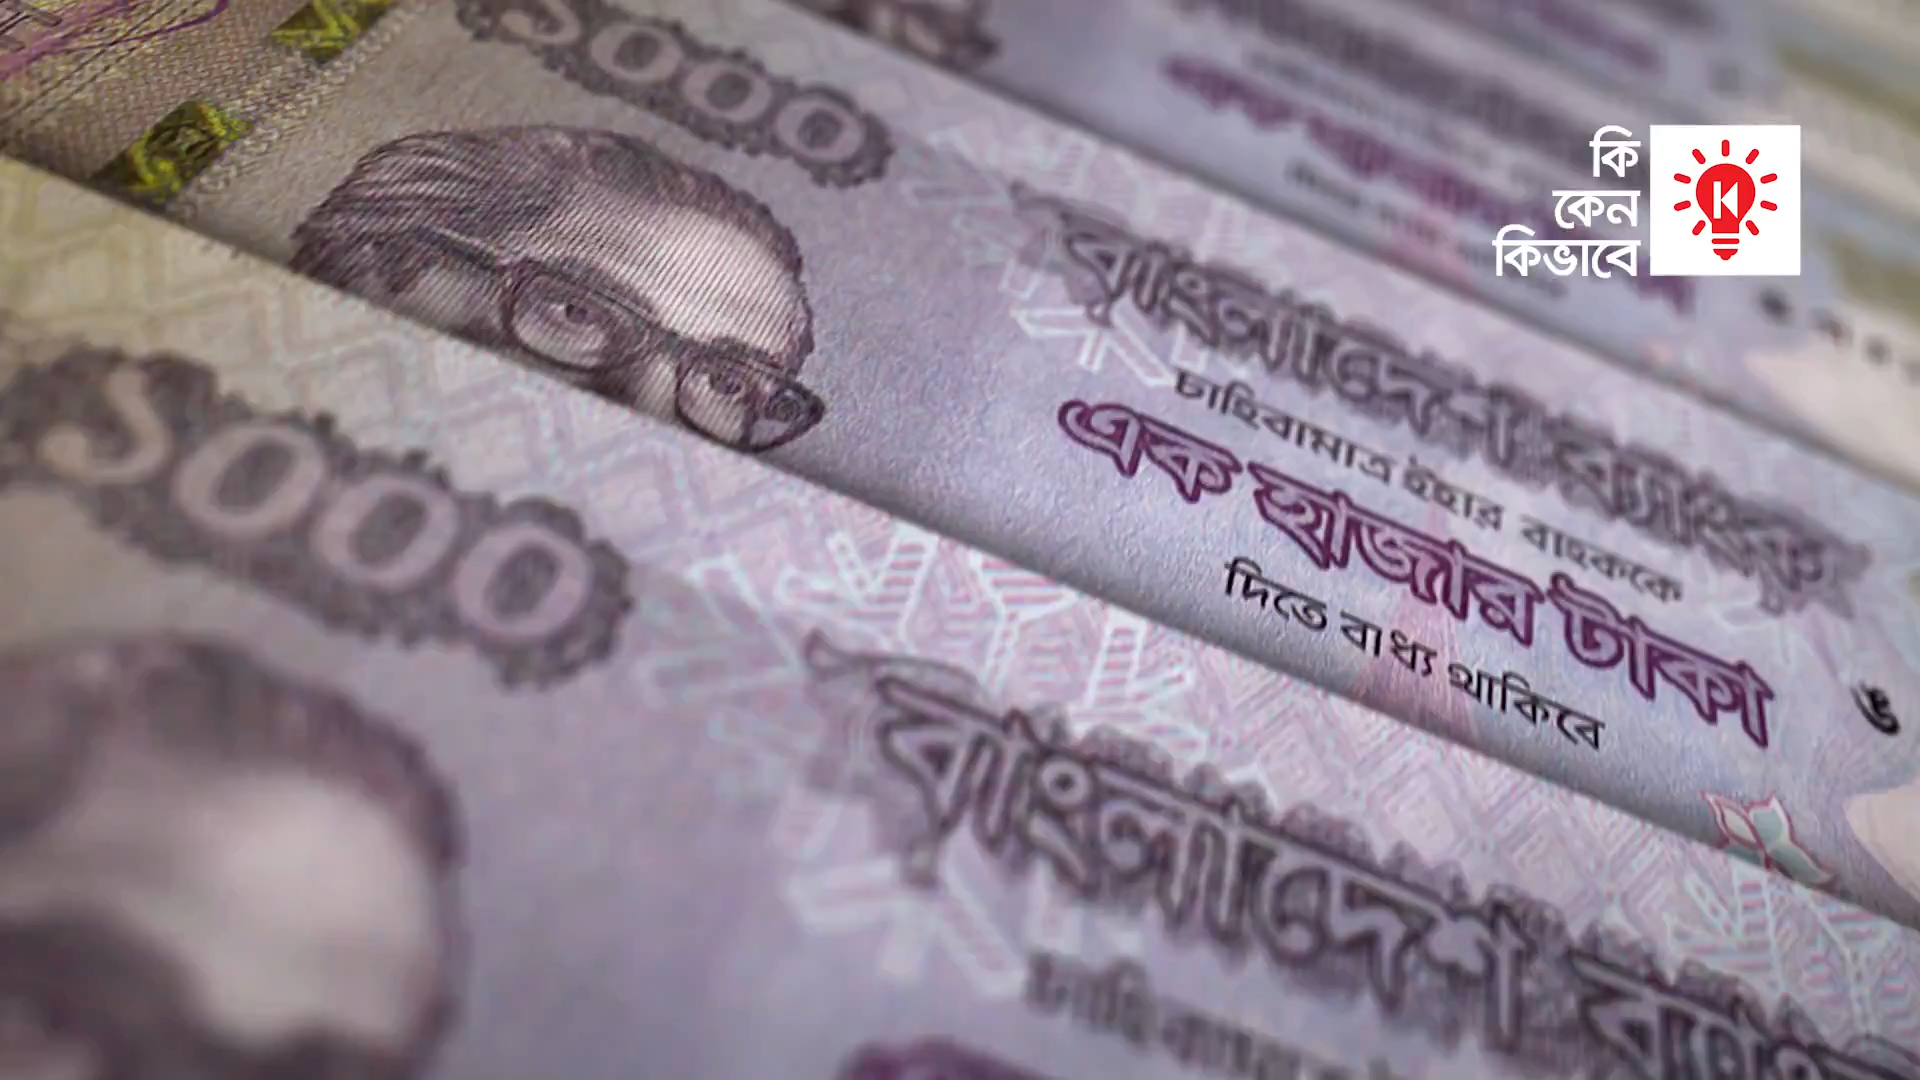 ১০০০
বাংলাদেশ ব্যাংক
চাহিবামাত্র ইহার বাহককে
এক হাজার টাকা
দিতে বাধ্য থাকিবে
কি
কেন
কিভাবে
K
১০০০
বাংলাদেশ